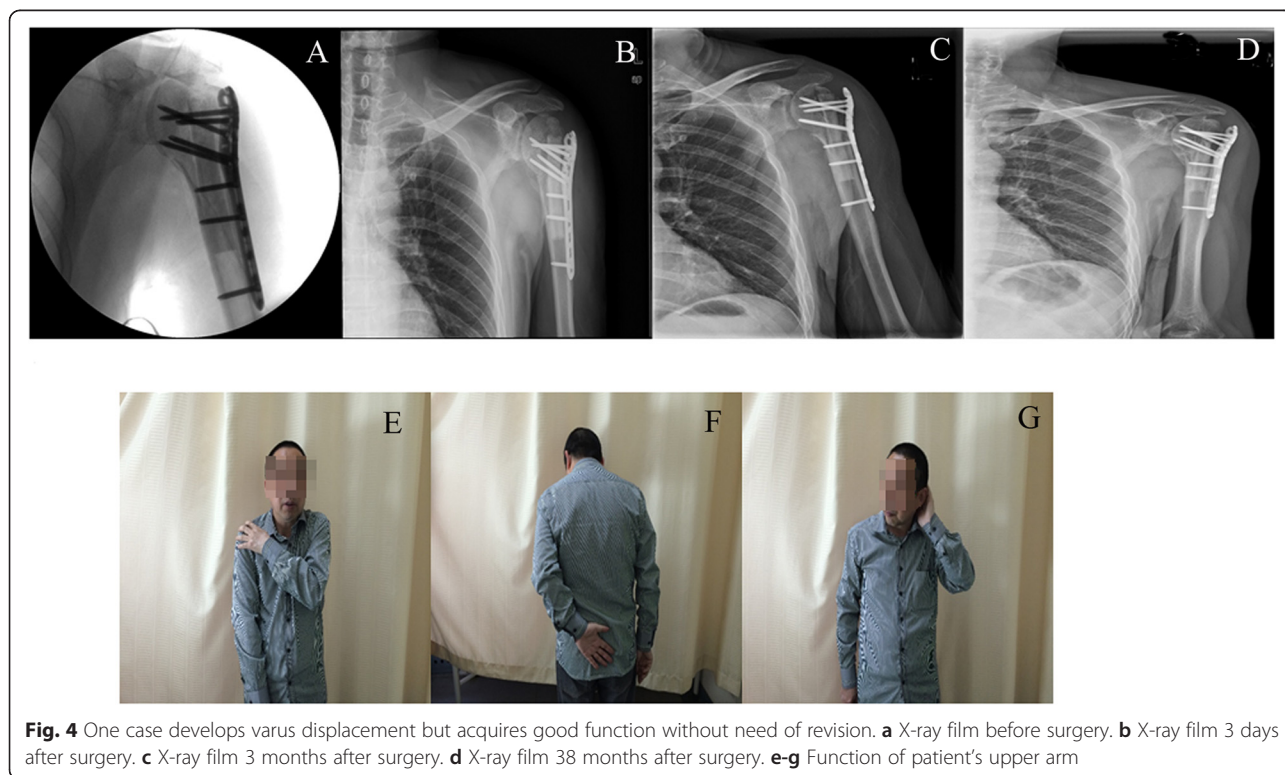 A
B
C
D
E
F
G
Fig. 4 One case develops varus displacement but acquires good function without need of revision. a X-ray film before surgery. b X-ray film 3 days
after surgery. c X-ray film 3 months after surgery. d X-ray film 38 months after surgery. e-g Function of patient's upper arm